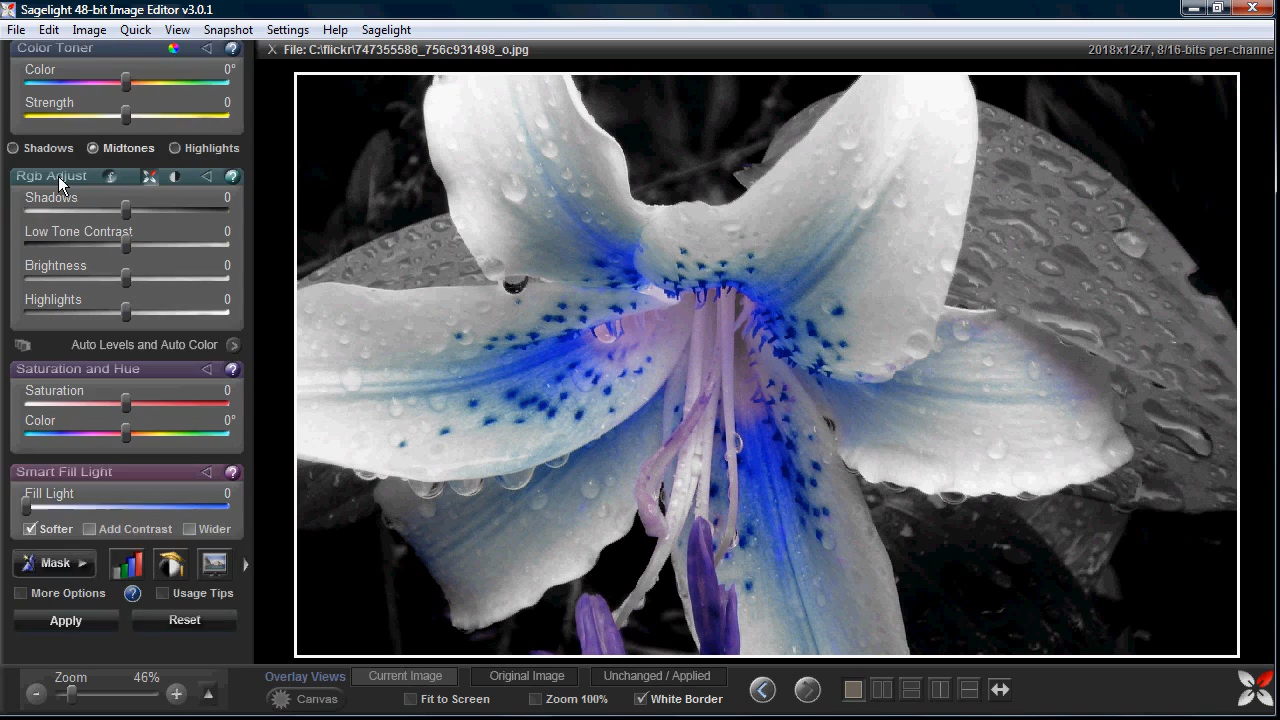 Sagelight 48-bit Image Editor v3.0.1
File Edit Image Quick View Snapshot Settings Help Sagelight
Color Toner ?
X File: C:\flickr\747355586_756c931498_o.jpg 2018x1247, 8/16-bits per-channe
Color 0°
Strength 0
Shadows Midtones Highlights
Rgb Adjust ?
Shadows 0
Low Tone Contrast 0
Brightness 0
Highlights 0
Auto Levels and Auto Color
Saturation and Hue ?
Saturation 0
Color 0°
Smart Fill Light ?
Fill Light 0
Softer Add Contrast Wider
Mask
More Options ? Usage Tips
Apply Reset
Zoom 46%
Overlay Views Current Image Original Image Unchanged / Applied
Canvas Fit to Screen Zoom 100% White Border